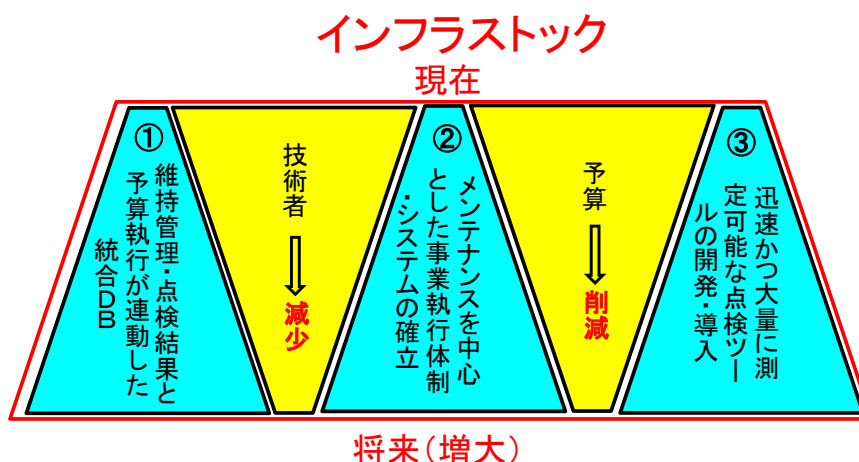 インフラストック
現在
①
維持管理・点検結果と
予算執行が連動した
統合DB
技術者
減少
②
メンテナンスを中心
とした事業執行体制
・システムの確立
予算
削減
③
迅速かつ大量に測
定可能な点検ツー
ルの開発・導入
将来(増大)